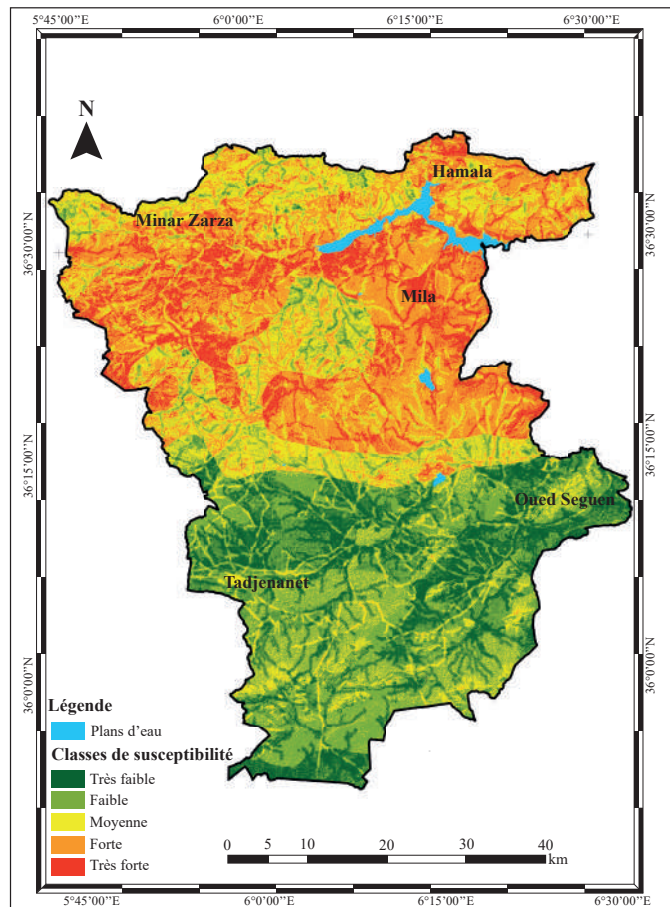 5°45'00’’E 6°0'00’’E 6°15'00’’E 6°30'00’’E
N
Hamala
Minar Zarza
36°30'00’’N
36°30'00’’N
Mila
36°15'00’’N
36°15'00’’N
Oued Seguen
Tadjenanet
36°0'00’’N
36°0'00’’N
Légende
Plans d’eau
Classes de susceptibilité
Très faible
Faible
Moyenne
Forte
Très forte
0 5 10 20 30 40
km
5°45'00’’E 6°0'00’’E 6°15'00’’E 6°30'00’’E